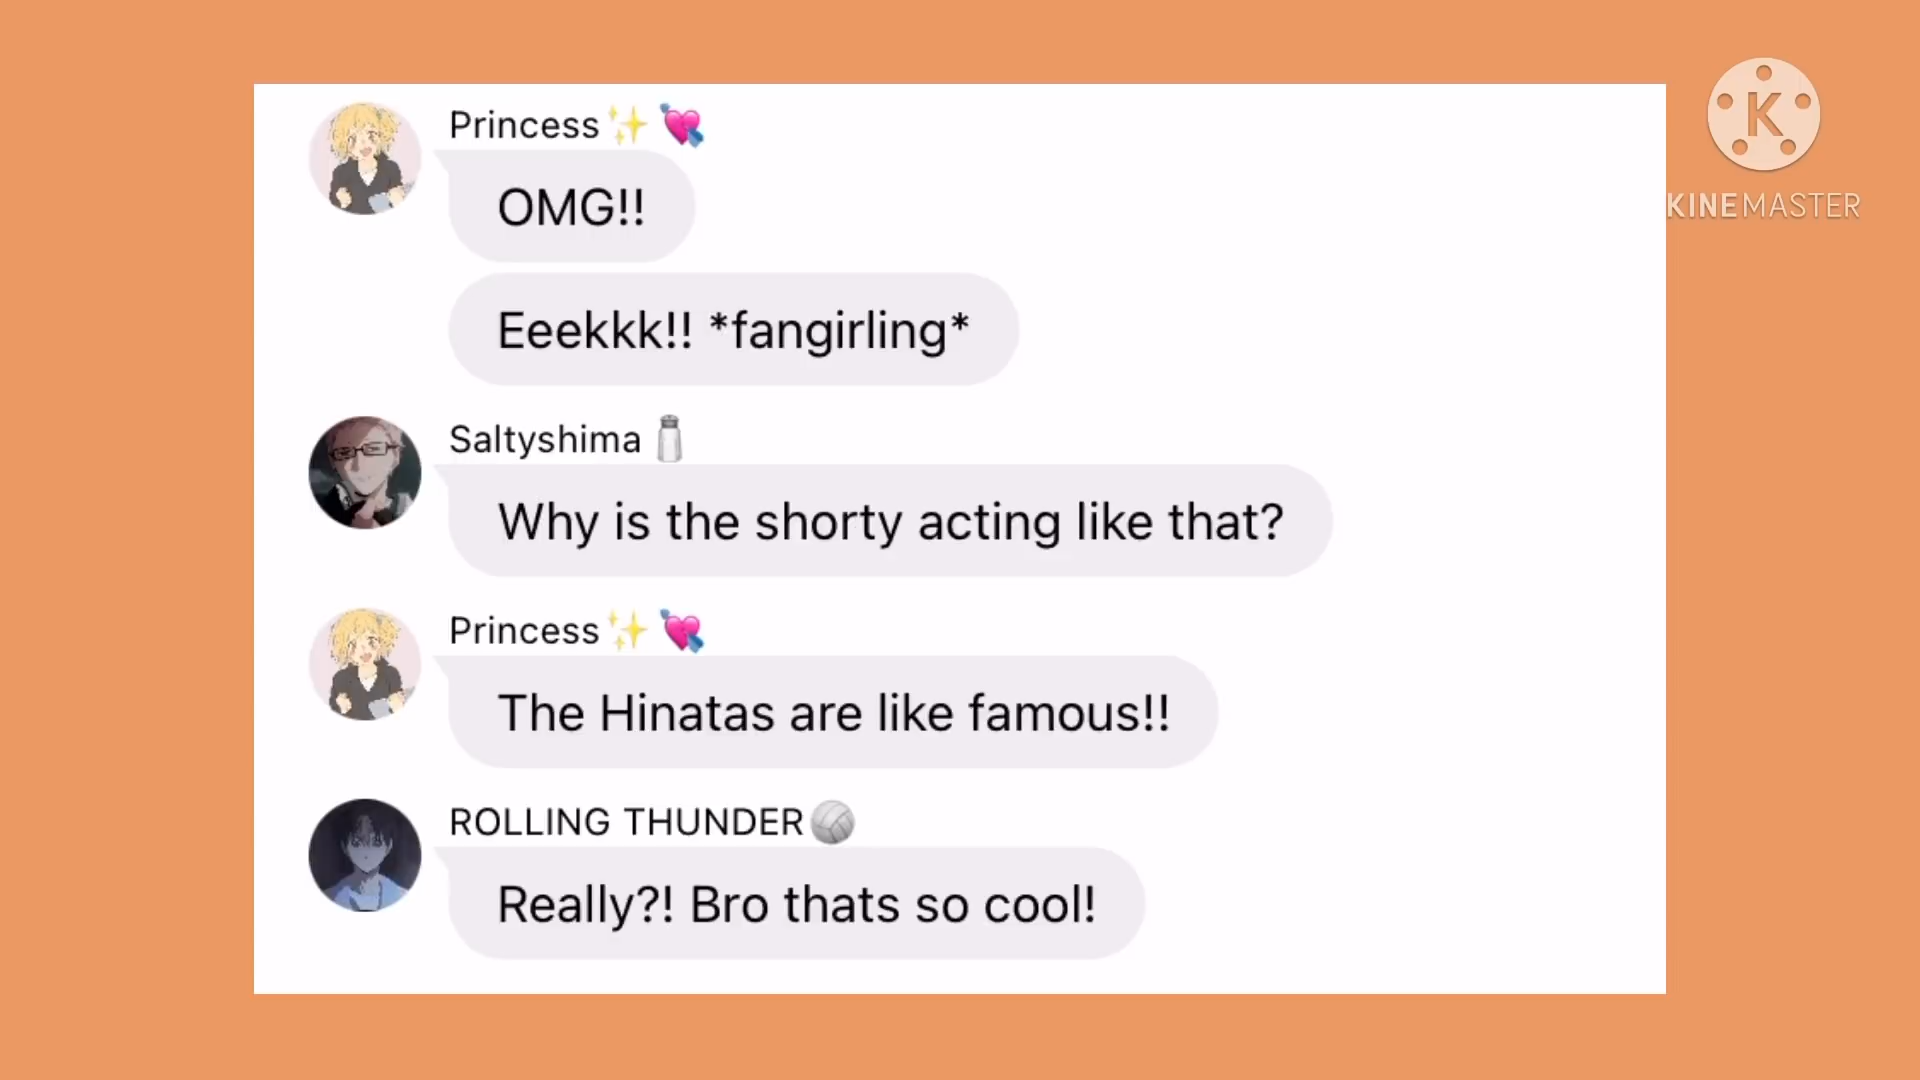 Princess✨💘
OMG!!
Eeekkk!! *fangirling*
Saltyshima🧂
Why is the shorty acting like that?
Princess✨💘
The Hinatas are like famous!!
ROLLING THUNDER🏐
Really?! Bro thats so cool!
K
KINEMASTER